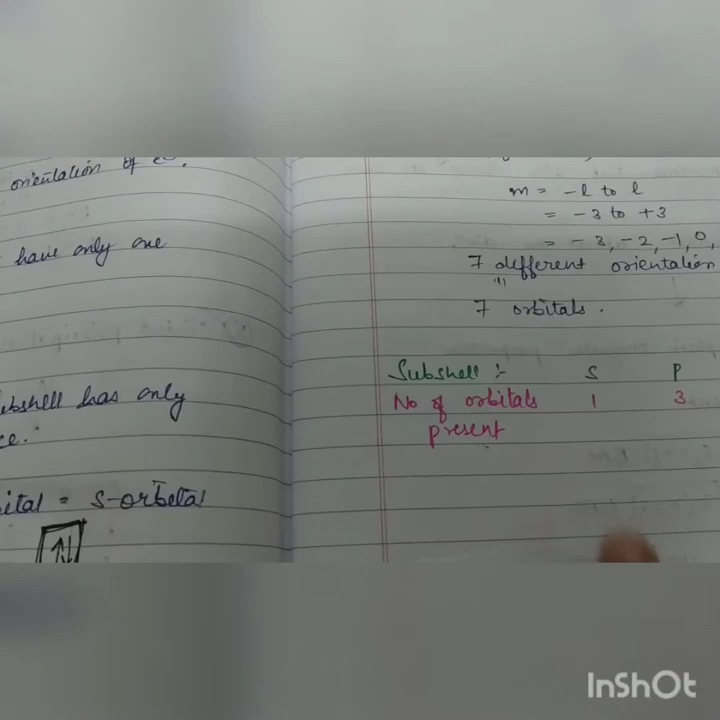 orientation of e
have only one
subshell has only
ce.
ital = s-orbital
m = -l to l
= -3 to +3
= -3, -2, -1, 0,
7 different orientation
7 orbitals.
Subshell :- S P
No of orbitals 1 3
present
InShOt